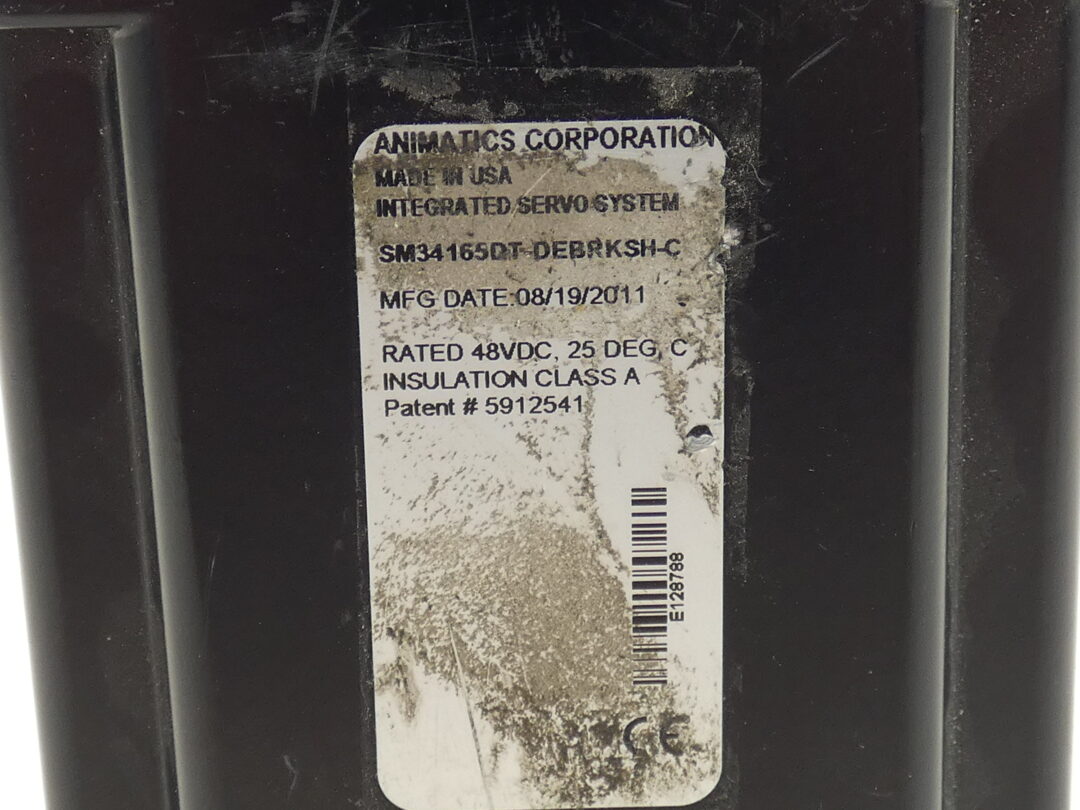 ANIMATICS CORPORATION
MADE IN USA
INTEGRATED SERVO SYSTEM
SM34165DT-DEBRKSH-C
MFG DATE:08/19/2011
RATED 48VDC, 25 DEG, C
INSULATION CLASS A
Patent # 5912541
E128788
CE